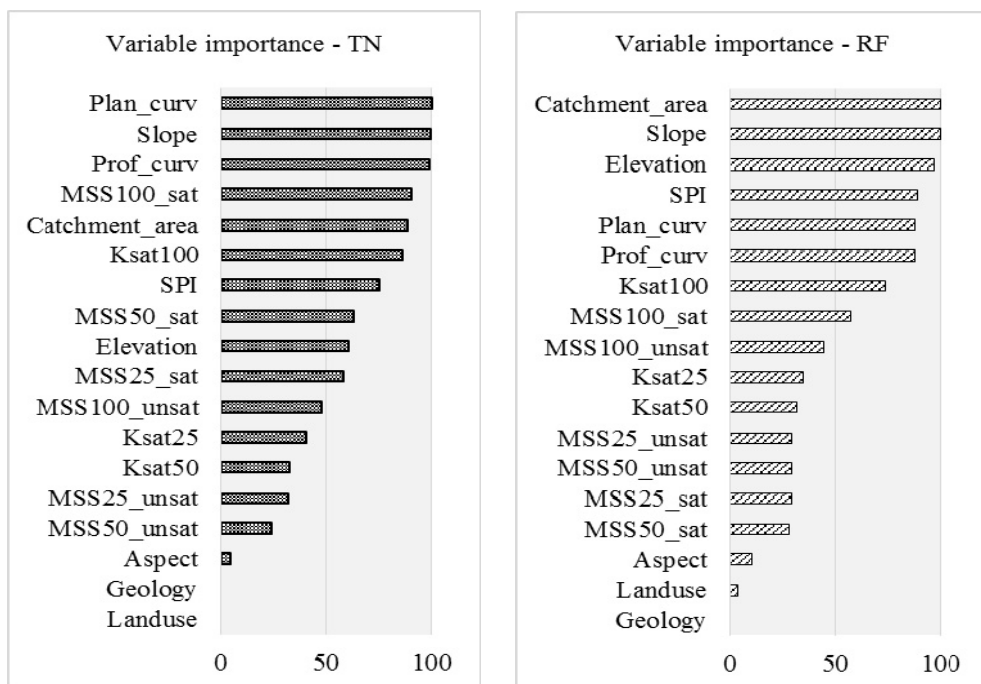 Variable importance - TN
Plan_curv
Slope
Prof_curv
MSS100_sat
Catchment_area
Ksat100
SPI
MSS50_sat
Elevation
MSS25_sat
MSS100_unsat
Ksat25
Ksat50
MSS25_unsat
MSS50_unsat
Aspect
Geology
Landuse
0 50 100
Variable importance - RF
Catchment_area
Slope
Elevation
SPI
Plan_curv
Prof_curv
Ksat100
MSS100_sat
MSS100_unsat
Ksat25
Ksat50
MSS25_unsat
MSS50_unsat
MSS25_sat
MSS50_sat
Aspect
Landuse
Geology
0 50 100